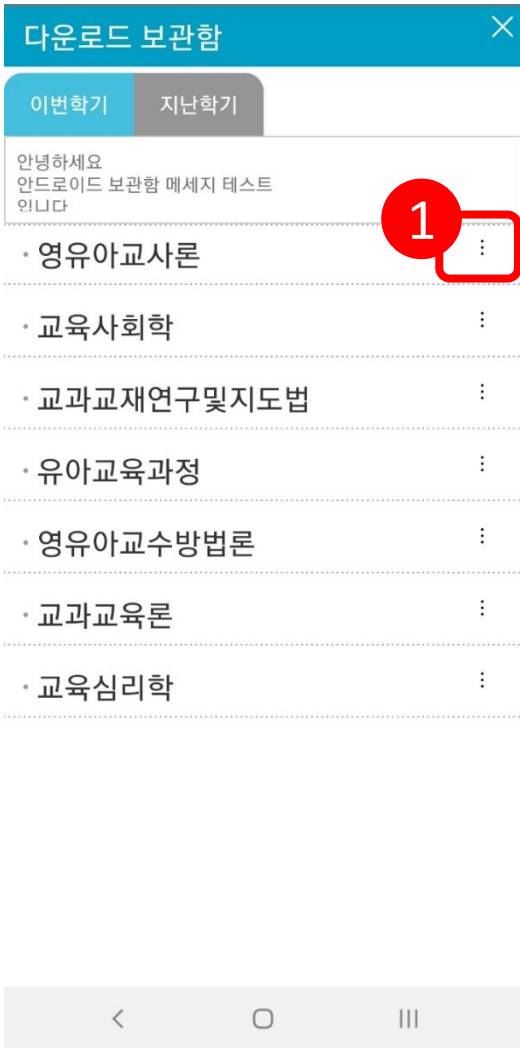 다운로드 보관함
이번학기 지난학기
안녕하세요
안드로이드 보관함 메세지 테스트
입니다
1
· 영유아교사론
· 교육사회학
· 교과교재연구및지도법
· 유아교육과정
· 영유아교수방법론
· 교과교육론
· 교육심리학